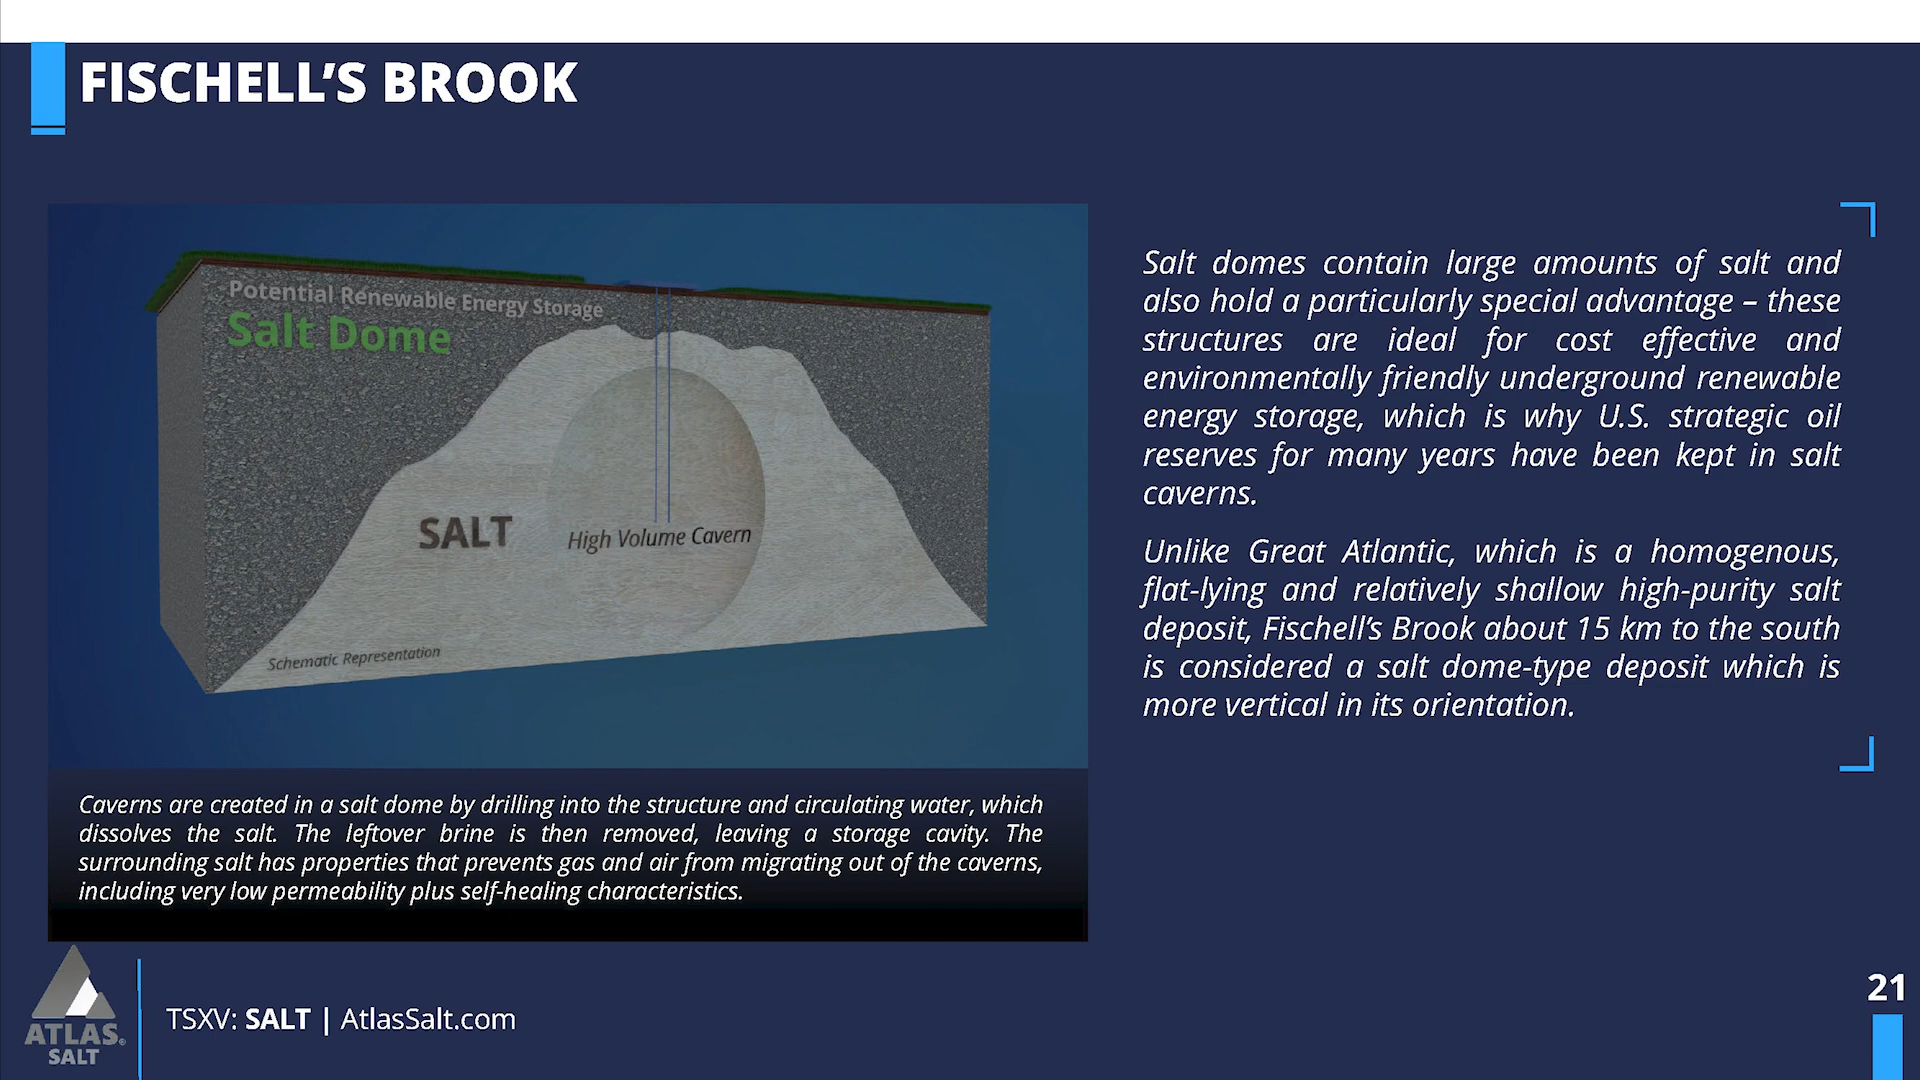 FISCHELL’S BROOK
Potential Renewable Energy Storage
Salt Dome
SALT
High Volume Cavern
Schematic Representation
Caverns are created in a salt dome by drilling into the structure and circulating water, which
dissolves the salt. The leftover brine is then removed, leaving a storage cavity. The
surrounding salt has properties that prevents gas and air from migrating out of the caverns,
including very low permeability plus self-healing characteristics.
Salt domes contain large amounts of salt and
also hold a particularly special advantage – these
structures are ideal for cost effective and
environmentally friendly underground renewable
energy storage, which is why U.S. strategic oil
reserves for many years have been kept in salt
caverns.
Unlike Great Atlantic, which is a homogenous,
flat-lying and relatively shallow high-purity salt
deposit, Fischell’s Brook about 15 km to the south
is considered a salt dome-type deposit which is
more vertical in its orientation.
ATLAS®
SALT
TSXV: SALT | AtlasSalt.com
21